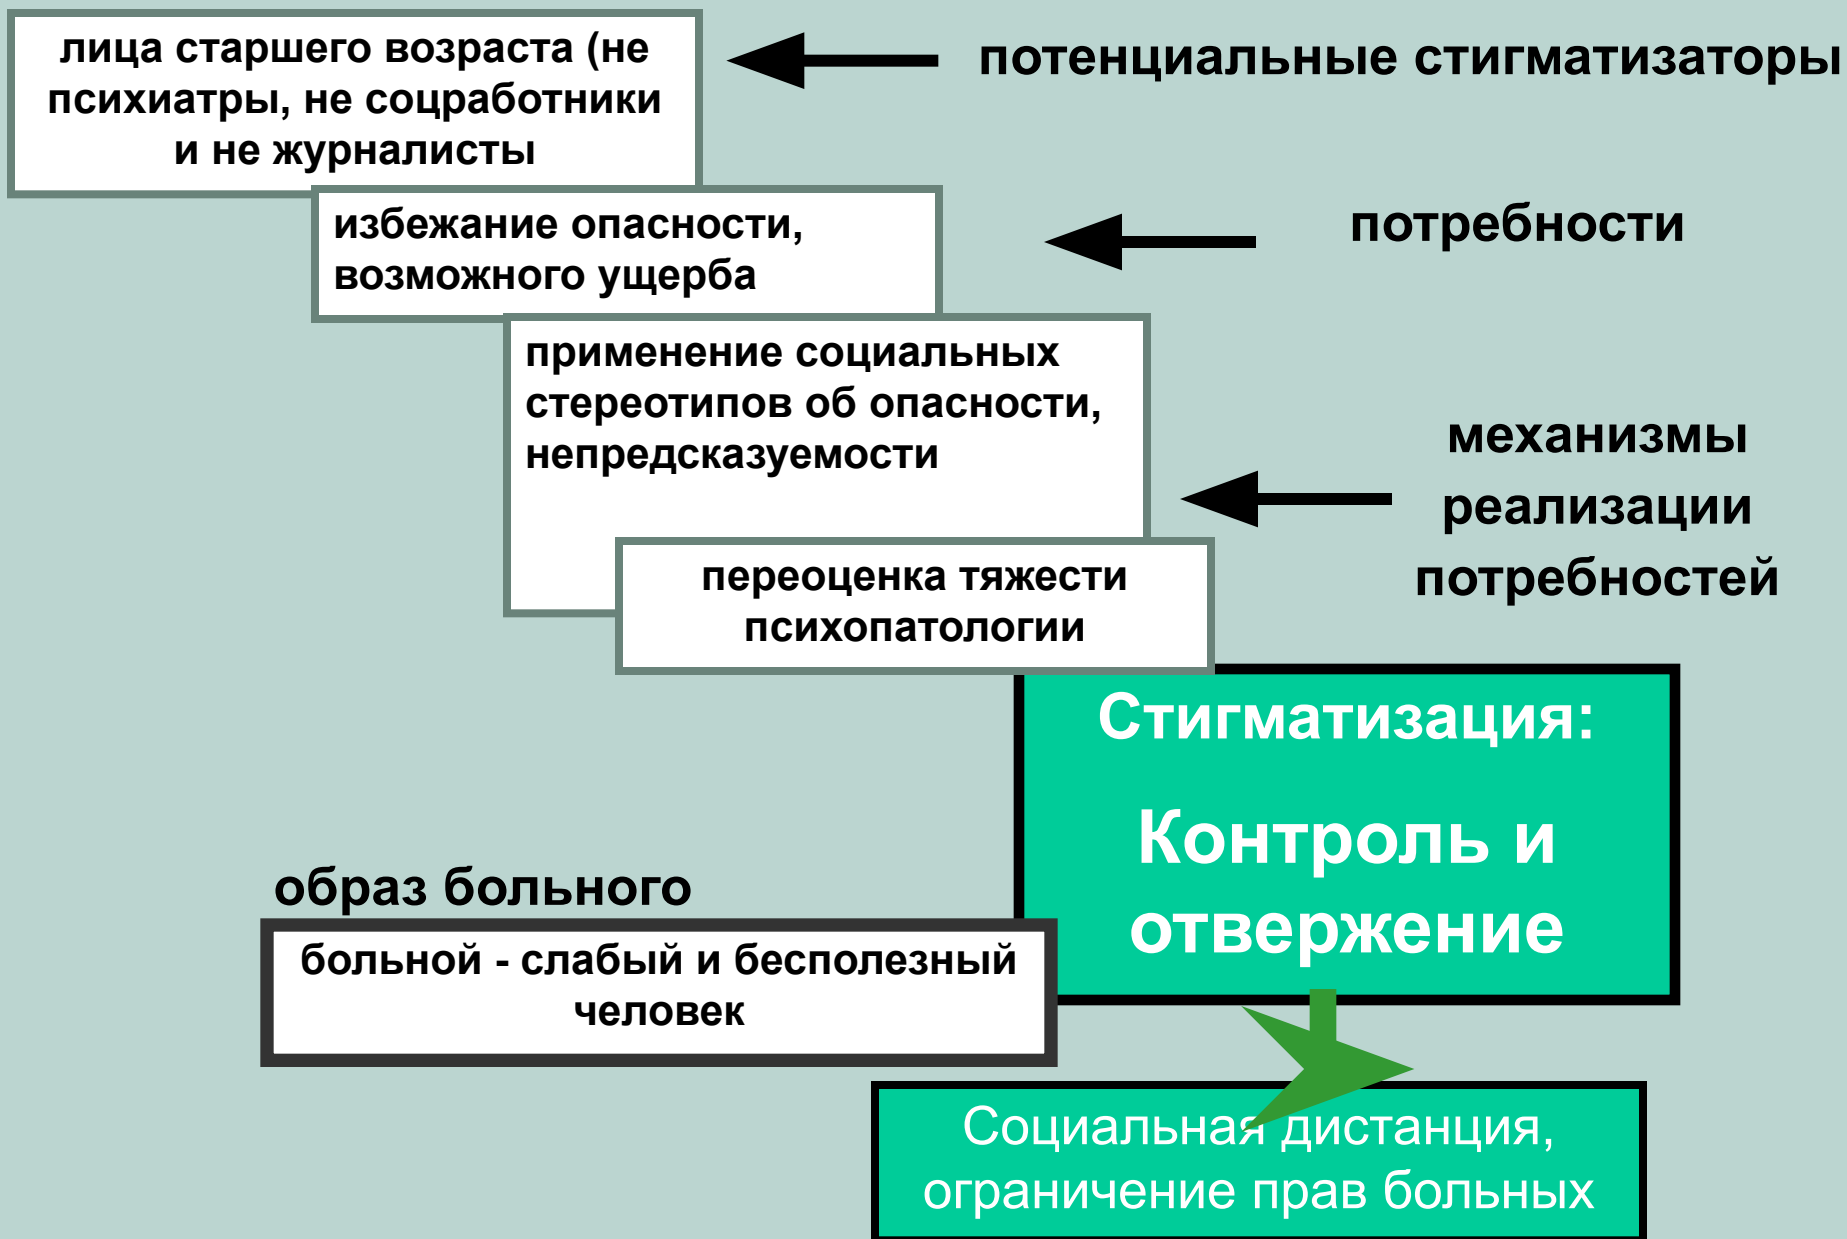 лица старшего возраста (не
психиатры, не соцработники
и не журналисты
потенциальные стигматизаторы
избежание опасности,
возможного ущерба
потребности
применение социальных
стереотипов об опасности,
непредсказуемости
механизмы
реализации
потребностей
переоценка тяжести
психопатологии
Стигматизация:
Контроль и
отвержение
образ больного
больной - слабый и бесполезный
человек
Социальная дистанция,
ограничение прав больных